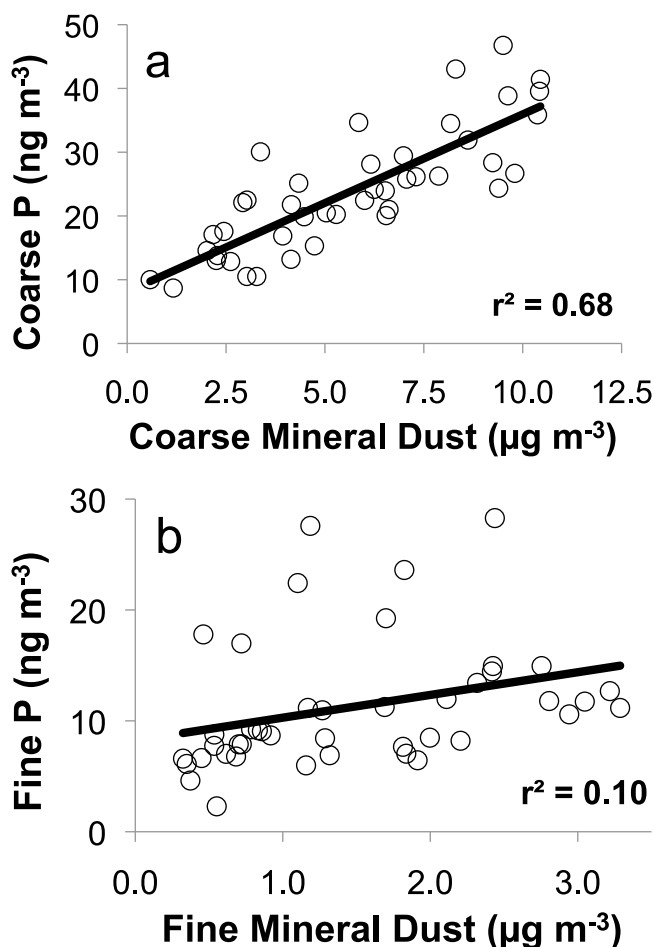 a
Coarse P (ng m⁻³)
50
40
30
20
10
0
r² = 0.68
0.0 2.5 5.0 7.5 10.0 12.5
Coarse Mineral Dust (µg m⁻³)
b
Fine P (ng m⁻³)
30
20
10
0
r² = 0.10
0.0 1.0 2.0 3.0
Fine Mineral Dust (µg m⁻³)